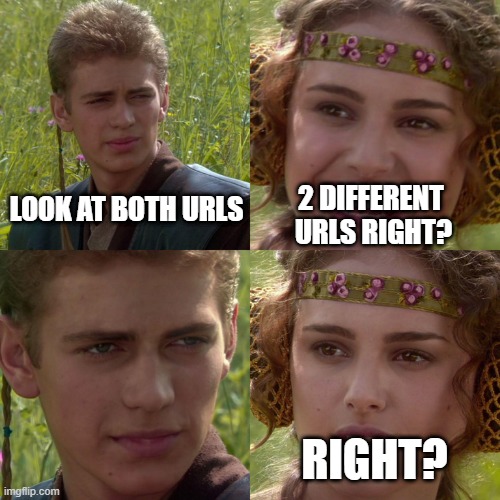 LOOK AT BOTH URLS
2 DIFFERENT
URLS RIGHT?
RIGHT?
imgflip.com